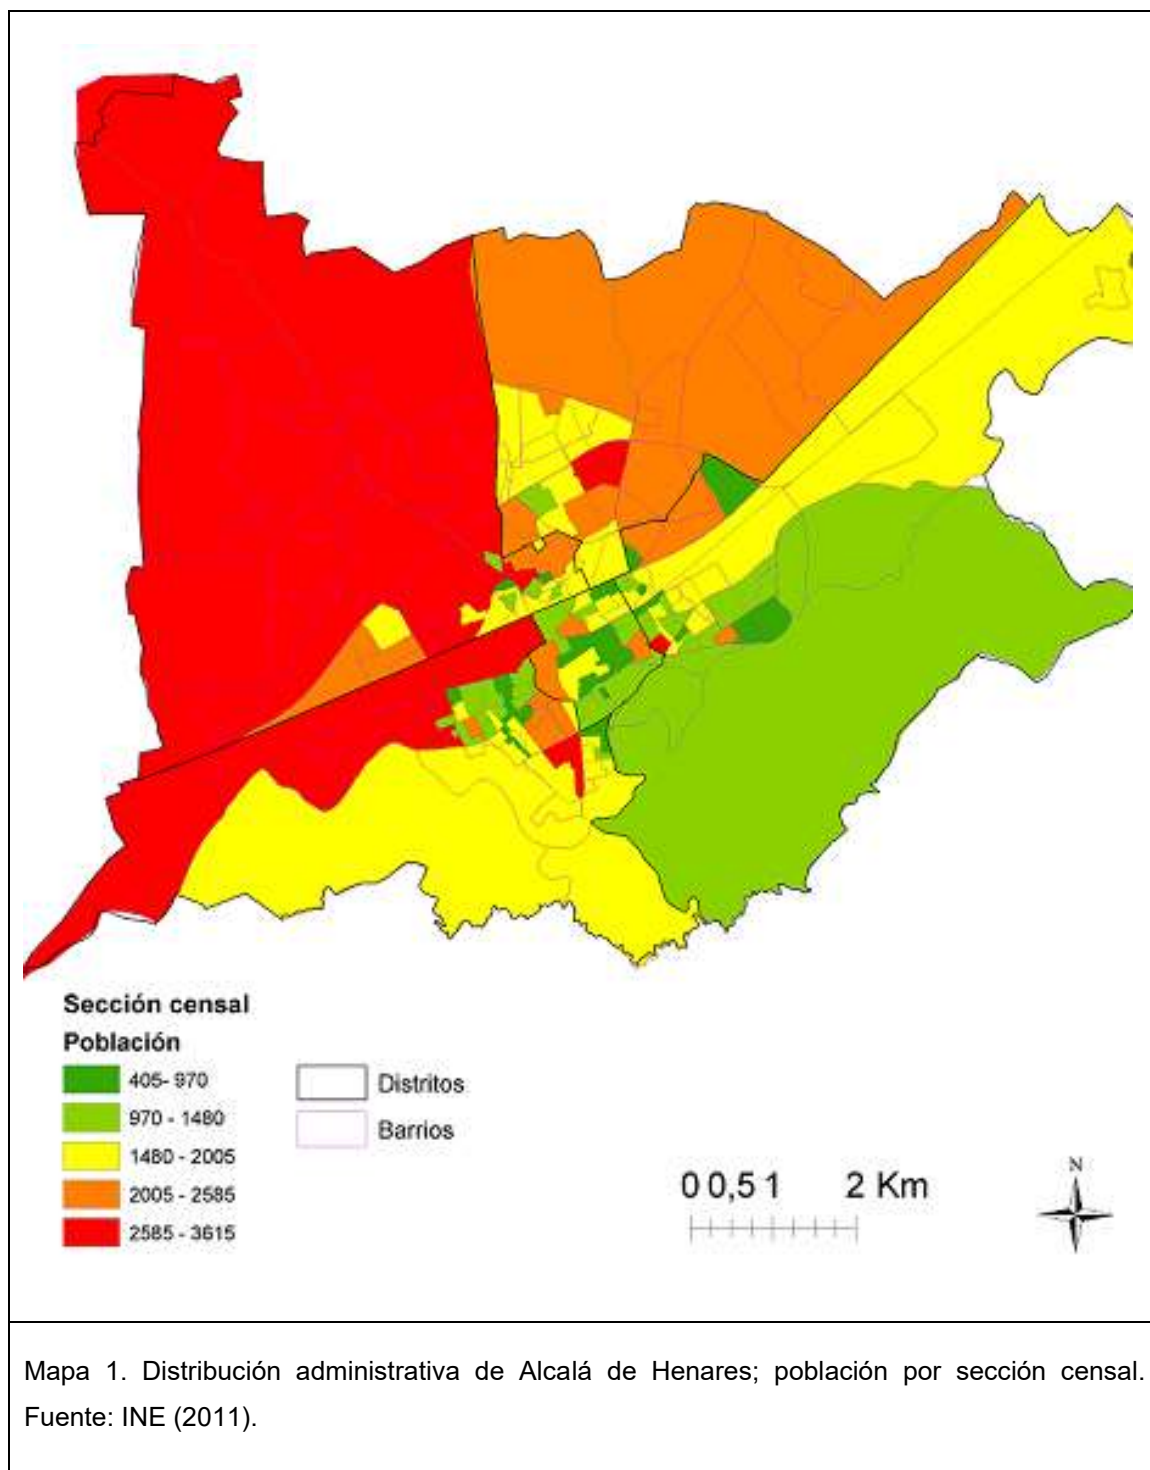 Sección censal
Población
405- 970
970 - 1480
1480 - 2005
2005 - 2585
2585 - 3615
Distritos
Barrios
0 0,5 1 2 Km
N
Mapa 1. Distribución administrativa de Alcalá de Henares; población por sección censal.
Fuente: INE (2011).